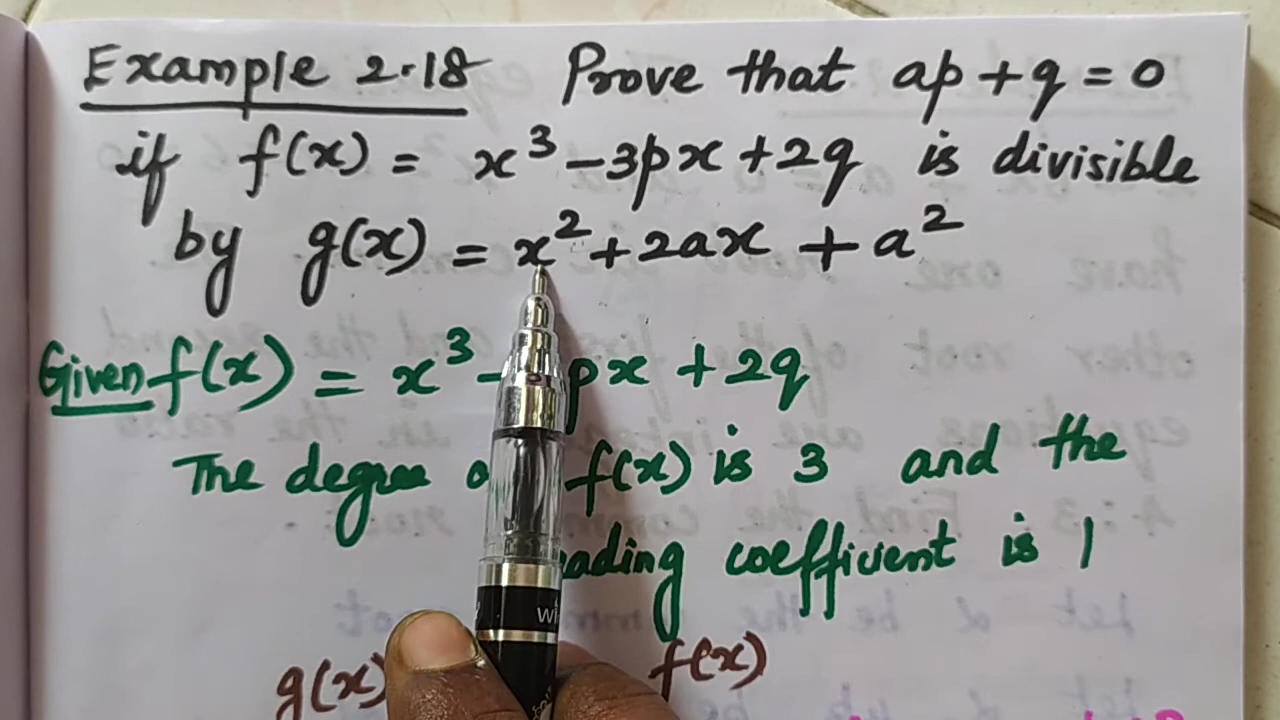 Example 2.18 Prove that ap + q = 0
if f(x) = x³ - 3px + 2q is divisible
by g(x) = x² + 2ax + a²
Given f(x) = x³ - px + 2q
The degree f(x) is 3 and the
coefficient is 1
g(x) f(x)